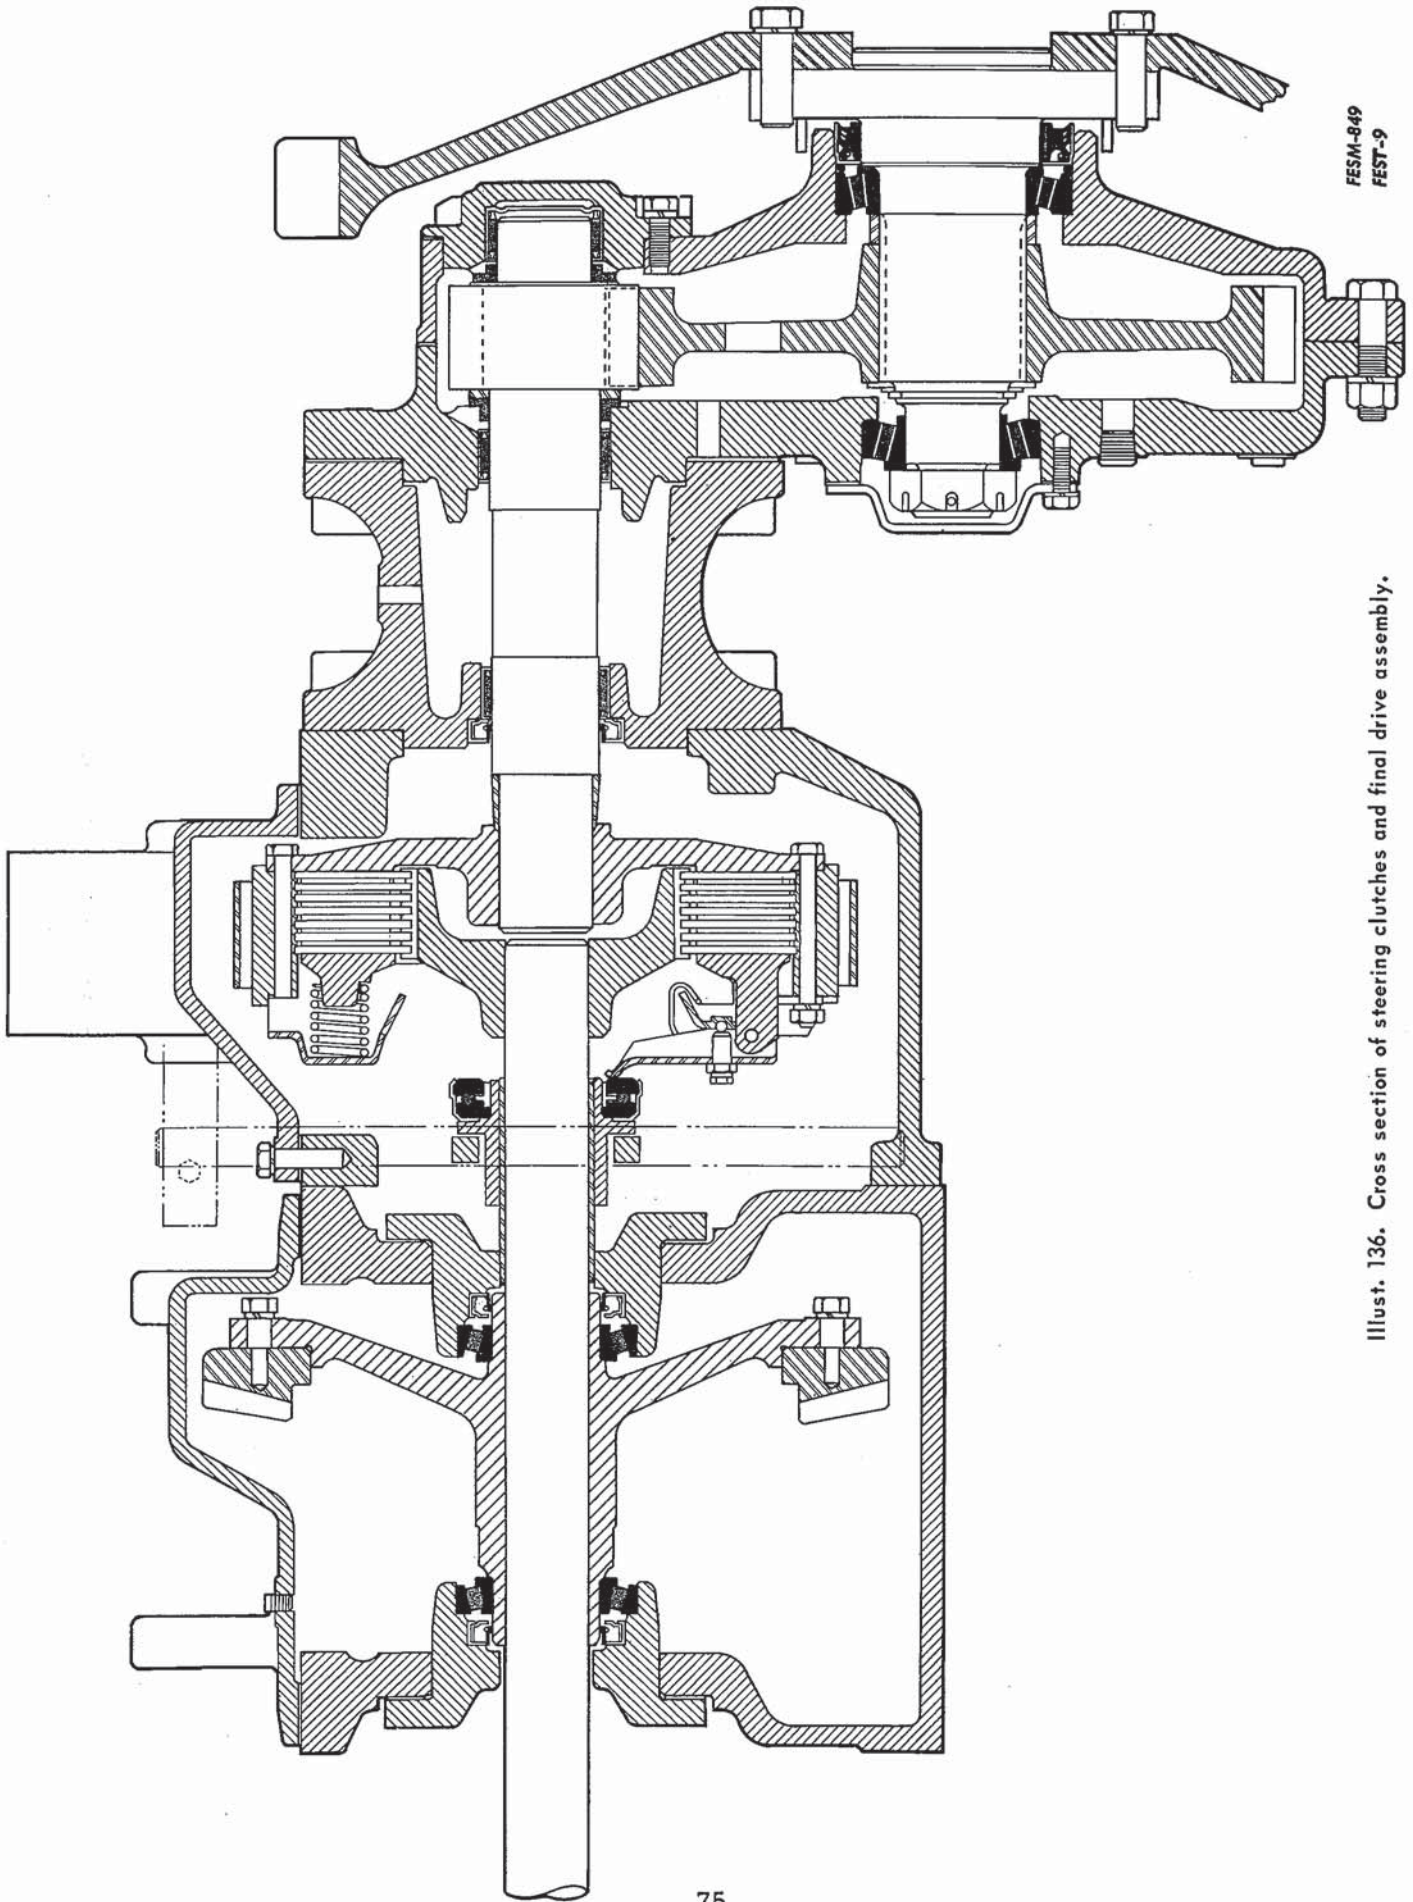 FESM-849
FEST-9
Illust. 136. Cross section of steering clutches and final drive assembly.
75